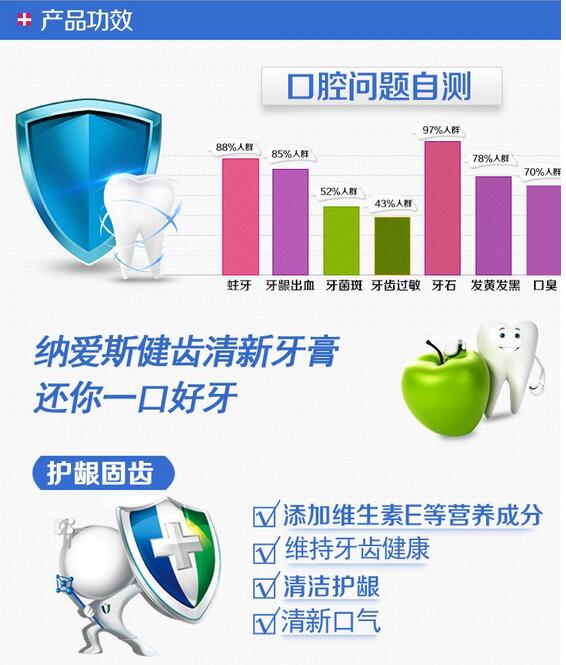 产品功效
口腔问题自测
88%人群
85%人群
52%人群
43%人群
97%人群
78%人群
70%人群
蛀牙 牙龈出血 牙菌斑 牙齿过敏 牙石 发黄发黑 口臭
纳爱斯健齿清新牙膏
还你一口好牙
护龈固齿
添加维生素E等营养成分
维持牙齿健康
清洁护龈
清新口气